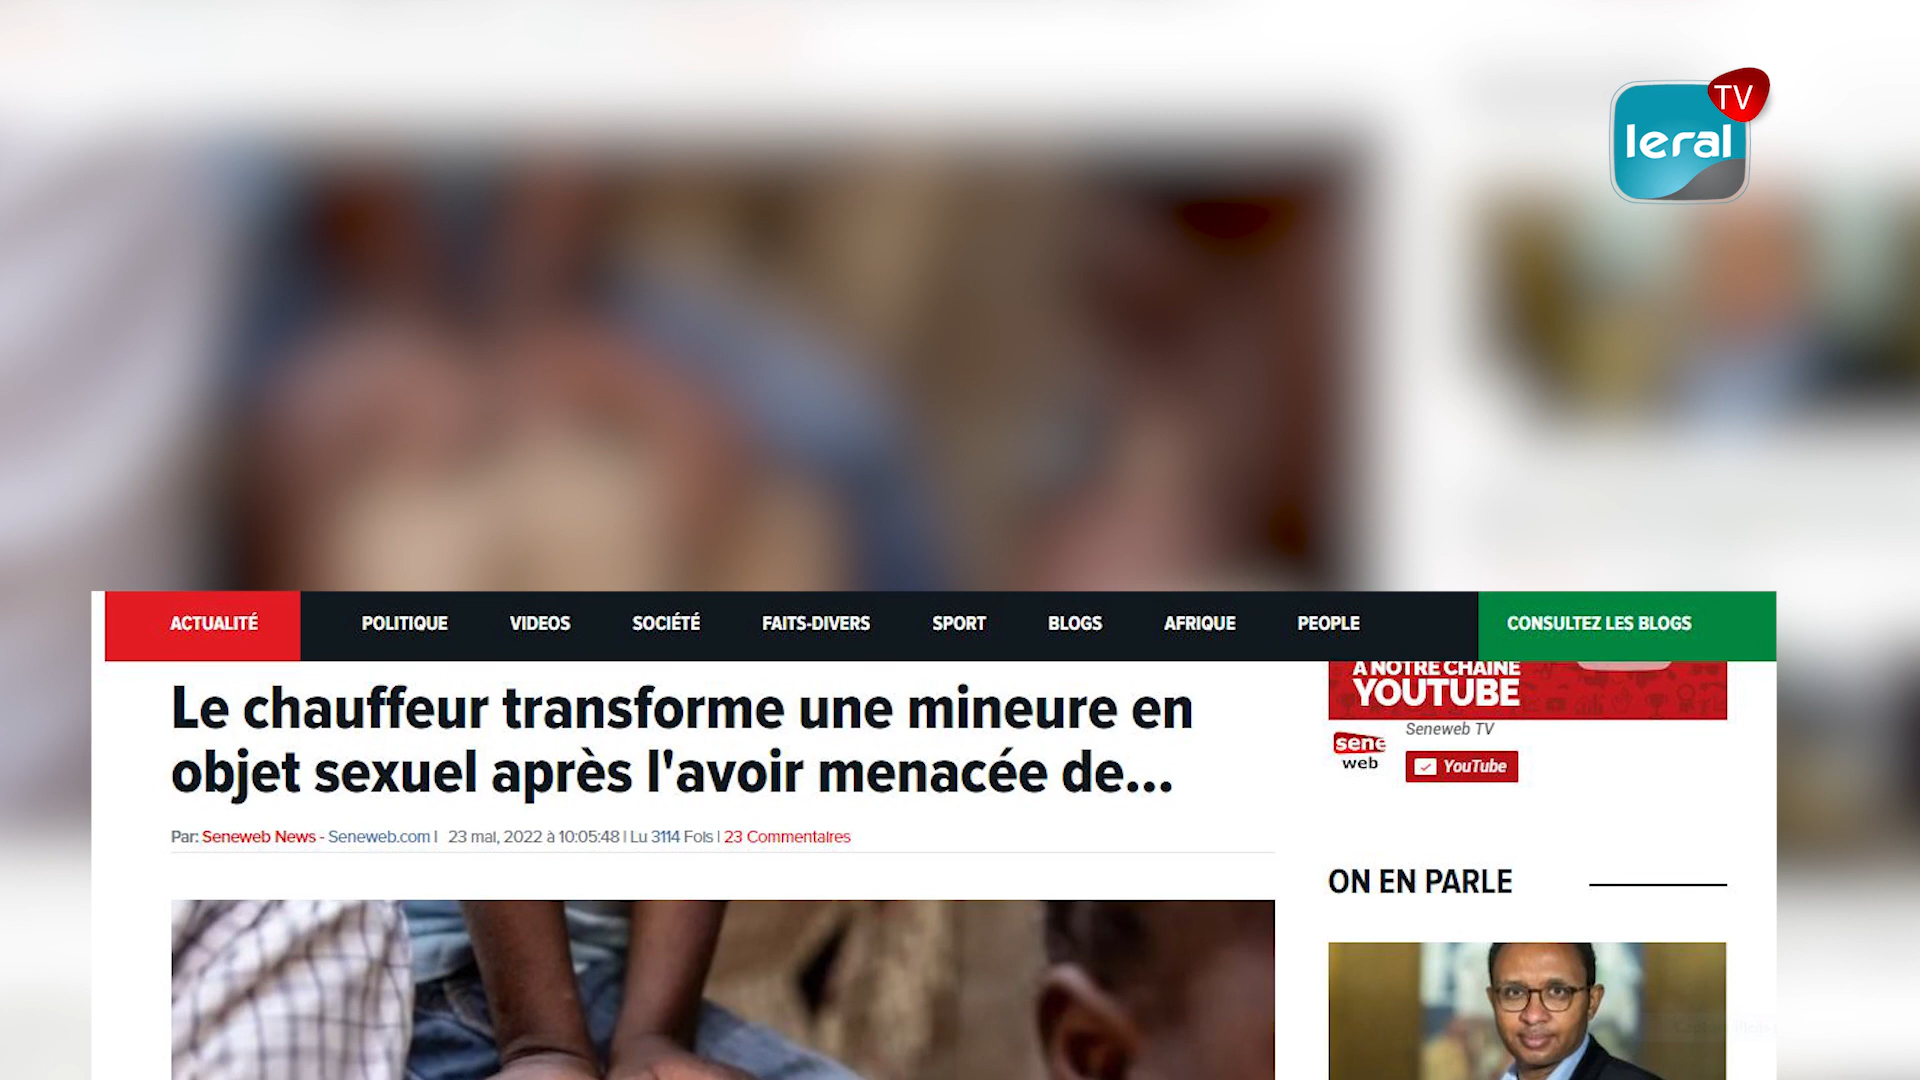 TV
leral
ACTUALITÉ POLITIQUE VIDEOS SOCIÉTÉ FAITS-DIVERS SPORT BLOGS AFRIQUE PEOPLE CONSULTEZ LES BLOGS
Le chauffeur transforme une mineure en
objet sexuel après l'avoir menacée de...
Par: Seneweb News - Seneweb.com | 23 mai, 2022 à 10:05:48 | Lu 3114 Fois | 23 Commentaires
A NOTRE CHAINE
YOUTUBE
Seneweb TV
sene
web
YouTube
ON EN PARLE